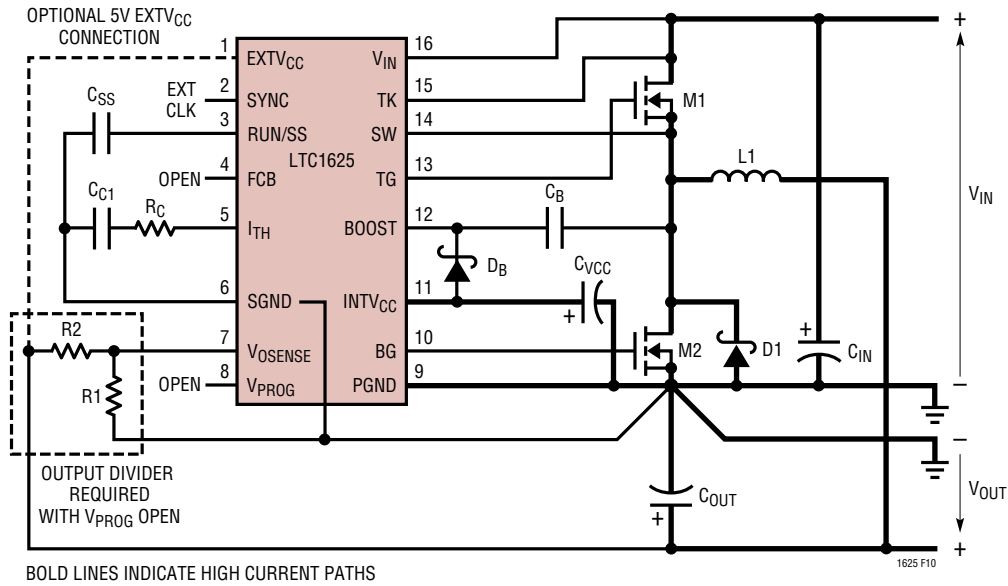 OPTIONAL 5V EXTVCC
CONNECTION
1
EXTVCC
VIN
16
+
2
EXT
CLK
SYNC
TK
15
M1
CSS
3
RUN/SS
SW
14
LTC1625
4
OPEN
FCB
TG
13
L1
VIN
CC1
RC
5
ITH
BOOST
12
CB
DB
CVCC
6
SGND
INTVCC
11
+
R2
7
VOSENSE
BG
10
M2
D1
+
CIN
R1
8
OPEN
VPROG
PGND
9
–
–
OUTPUT DIVIDER
REQUIRED
WITH VPROG OPEN
COUT
+
VOUT
+
1625 F10
BOLD LINES INDICATE HIGH CURRENT PATHS